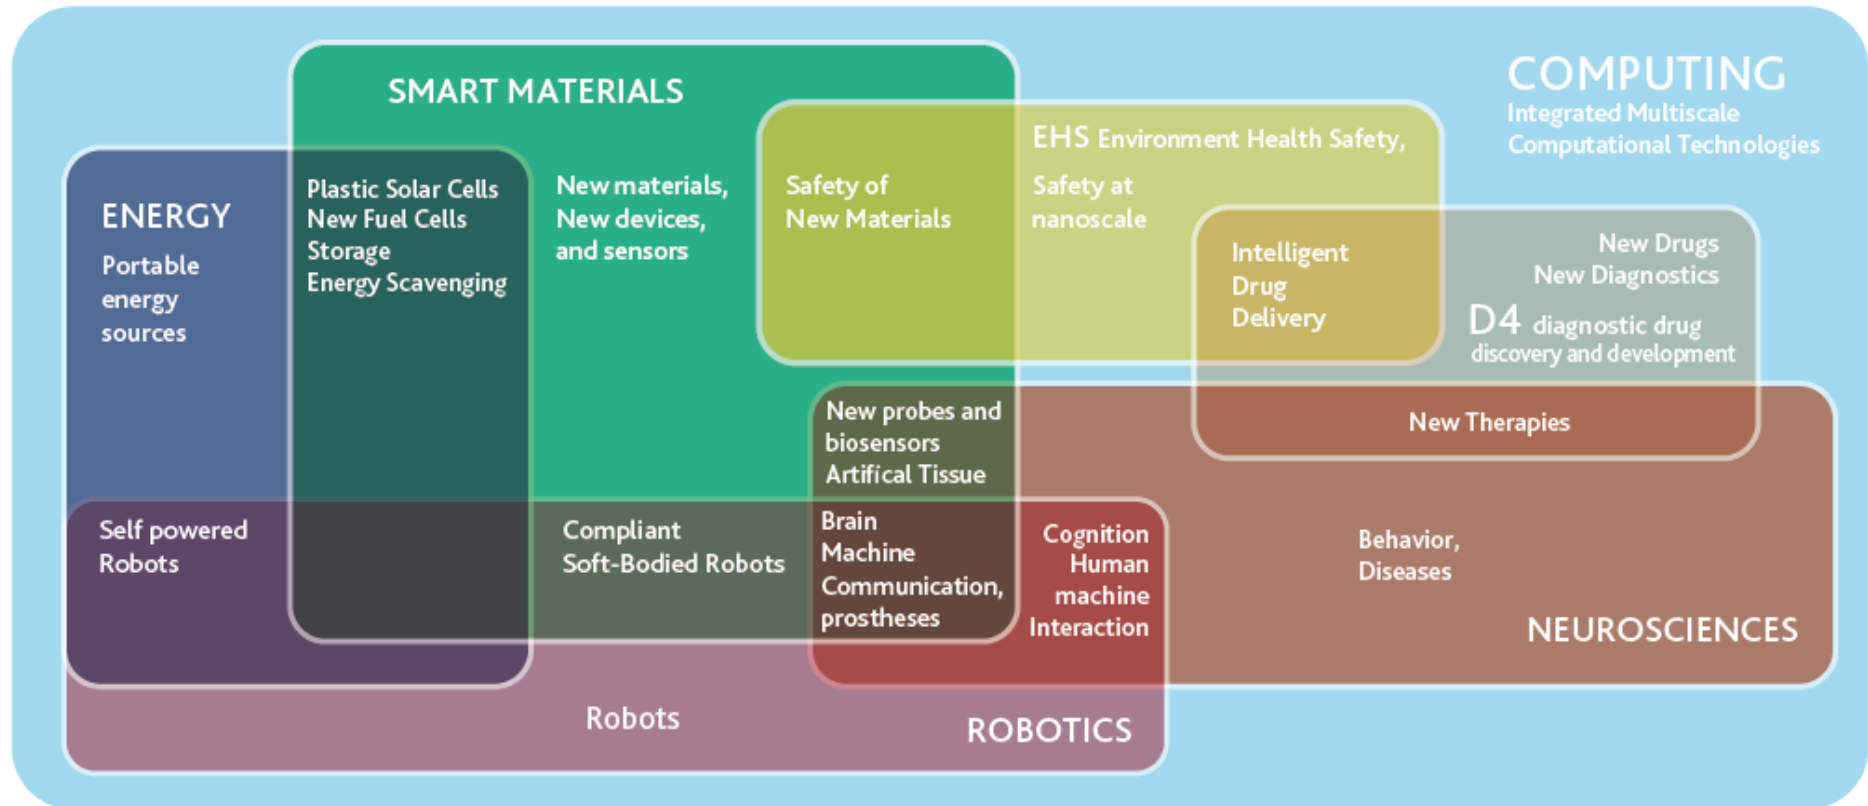 SMART MATERIALS
COMPUTING
Integrated Multiscale
Computational Technologies
EHS Environment Health Safety,
Safety at
nanoscale
Safety of
New Materials
New materials,
New devices,
and sensors
Plastic Solar Cells
New Fuel Cells
Storage
Energy Scavenging
ENERGY
Portable
energy
sources
Intelligent
Drug
Delivery
New Drugs
New Diagnostics
D4 diagnostic drug
discovery and development
New probes and
biosensors
Artifical Tissue
New Therapies
Self powered
Robots
Compliant
Soft-Bodied Robots
Brain
Machine
Communication,
prostheses
Cognition
Human
machine
Interaction
Behavior,
Diseases
NEUROSCIENCES
Robots
ROBOTICS